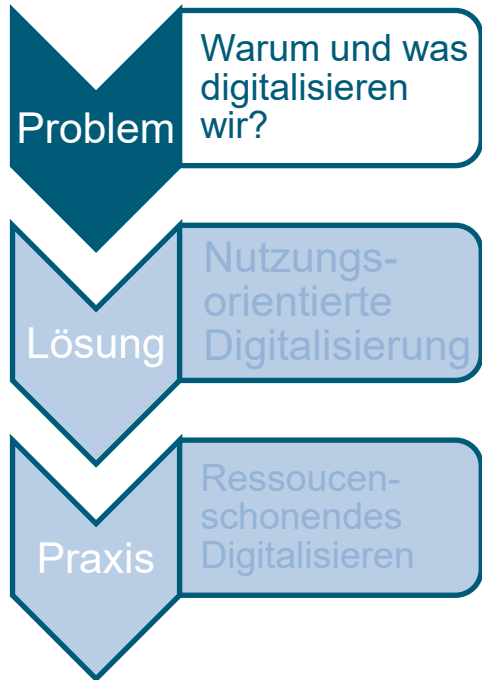 Problem
Warum und was
digitalisieren
wir?
Lösung
Nutzungs-
orientierte
Digitalisierung
Praxis
Ressoucen-
schonendes
Digitalisieren